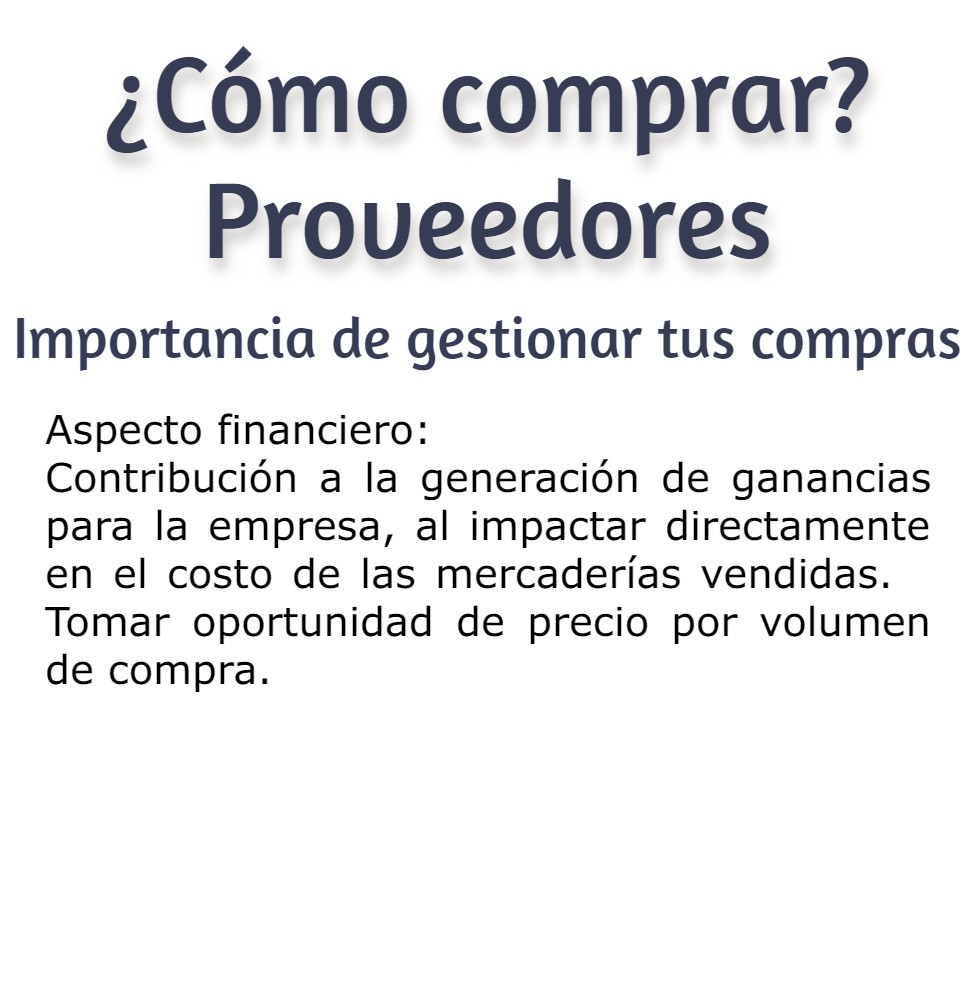 ¿Cómo comprar?
Proveedores
Importancia de gestionar tus compras
Aspecto financiero:
Contribución a la generación de ganancias
para la empresa, al impactar directamente
en el costo de las mercaderías vendidas.
Tomar oportunidad de precio por volumen
de compra.